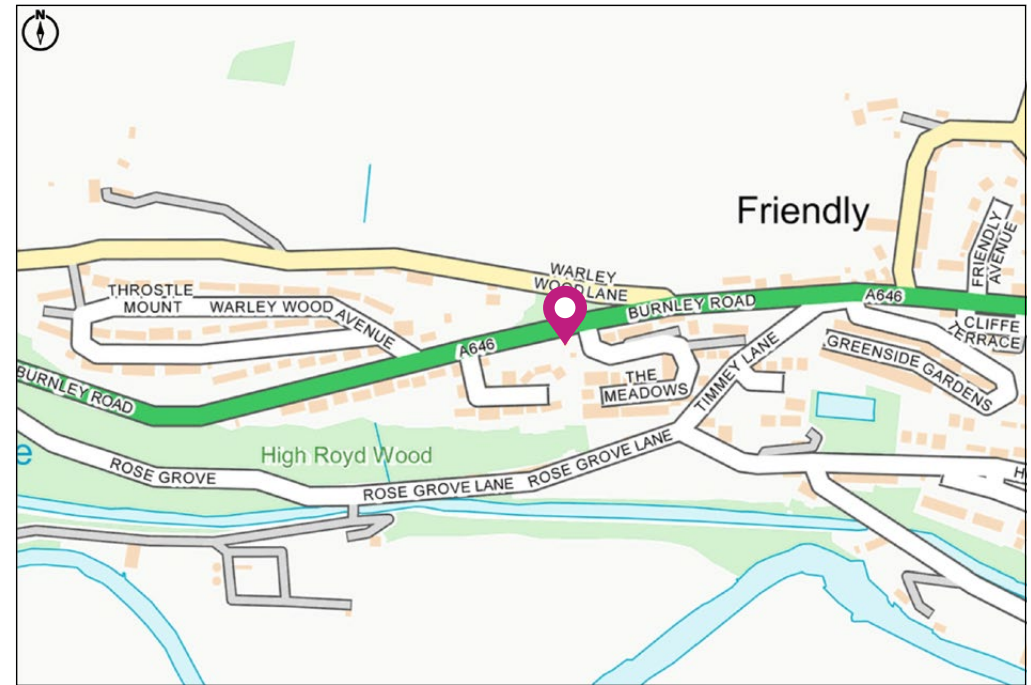 N
Friendly
FRIENDLY
AVENUE
WARLEY
WOOD LANE
THROSTLE
MOUNT
WARLEY WOOD
AVENUE
BURNLEY ROAD
A646
CLIFFE
TERRACE
A646
TIMMEY LANE
GREENSIDE GARDENS
THE
MEADOWS
BURNLEY ROAD
High Royd Wood
e
ROSE GROVE
ROSE GROVE LANE
ROSE GROVE LANE
H